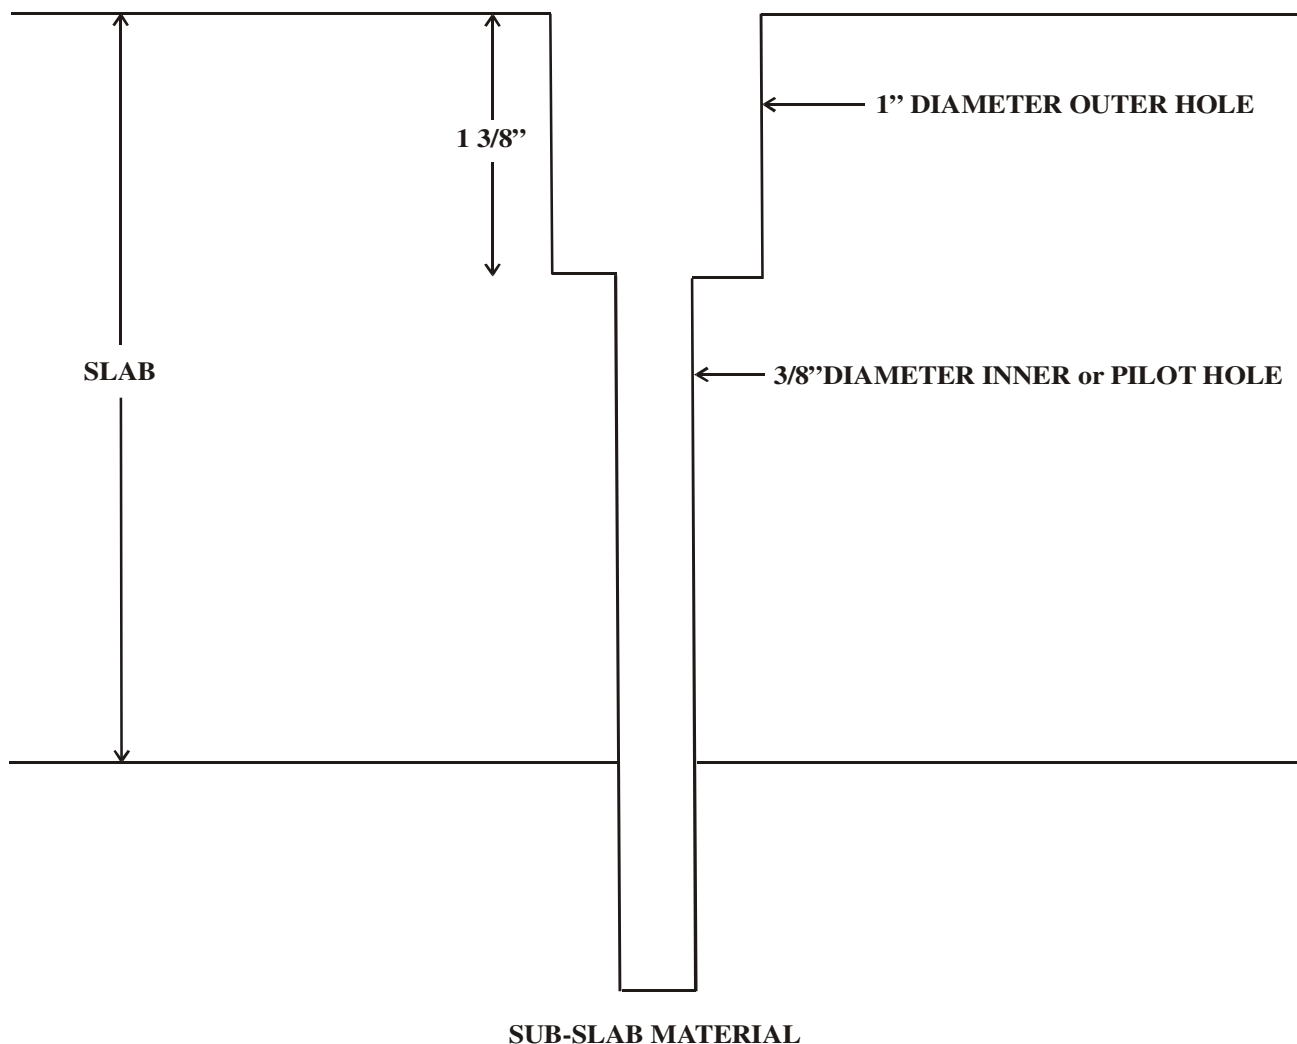 1” DIAMETER OUTER HOLE
1 3/8”
SLAB
3/8”DIAMETER INNER or PILOT HOLE
SUB-SLAB MATERIAL